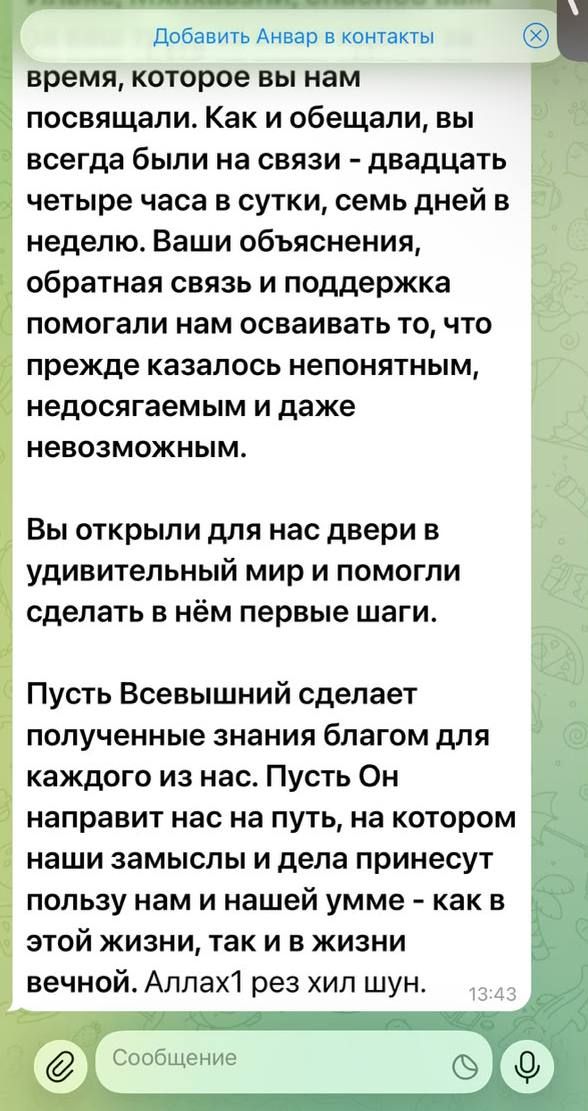 Добавить Анвар в контакты
время, которое вы нам
посвящали. Как и обещали, вы
всегда были на связи - двадцать
четыре часа в сутки, семь дней в
неделю. Ваши объяснения,
обратная связь и поддержка
помогали нам осваивать то, что
прежде казалось непонятным,
недосягаемым и даже
невозможным.
Вы открыли для нас двери в
удивительный мир и помогли
сделать в нём первые шаги.
Пусть Всевышний сделает
полученные знания благом для
каждого из нас. Пусть Он
направит нас на путь, на котором
наши замыслы и дела принесут
пользу нам и нашей умме - как в
этой жизни, так и в жизни
вечной. Аллах1 рез хил шун.
13:43
Сообщение